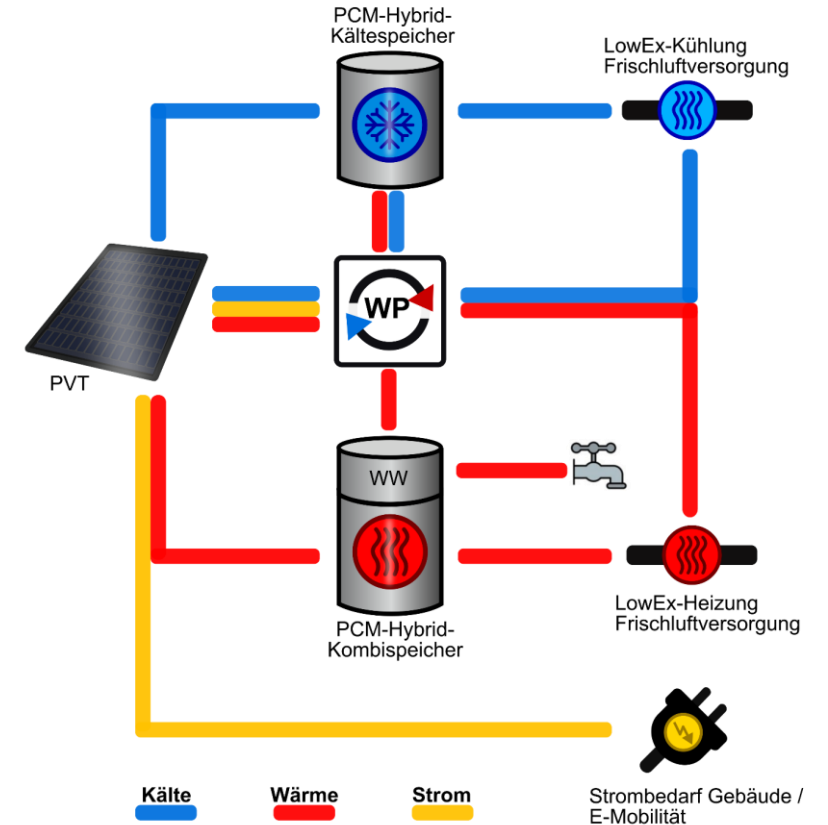 PCM-Hybrid-
Kältespeicher
LowEx-Kühlung
Frischluftversorgung
WP
PVT
WW
PCM-Hybrid-
Kombispeicher
LowEx-Heizung
Frischluftversorgung
Kälte
Wärme
Strom
Strombedarf Gebäude /
E-Mobilität